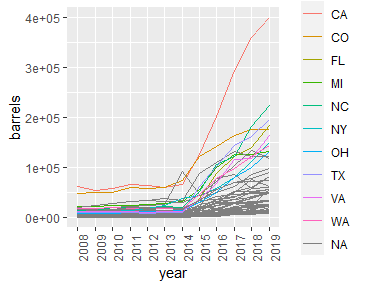 4e+05
3e+05
2e+05
1e+05
0e+00
barrels
2008
2009
2010
2011
2012
2013
2014
2015
2016
2017
2018
2019
year
CA
CO
FL
MI
NC
NY
OH
TX
VA
WA
NA